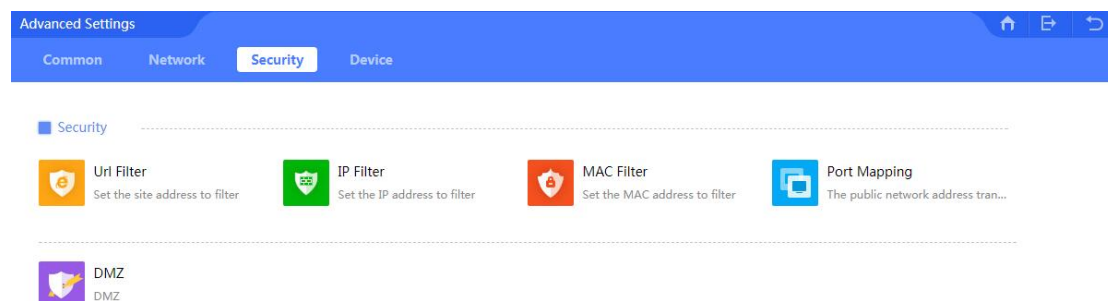 Advanced Settings
Common Network Security Device
Security
Url Filter
Set the site address to filter
IP Filter
Set the IP address to filter
MAC Filter
Set the MAC address to filter
Port Mapping
The public network address tran...
DMZ
DMZ